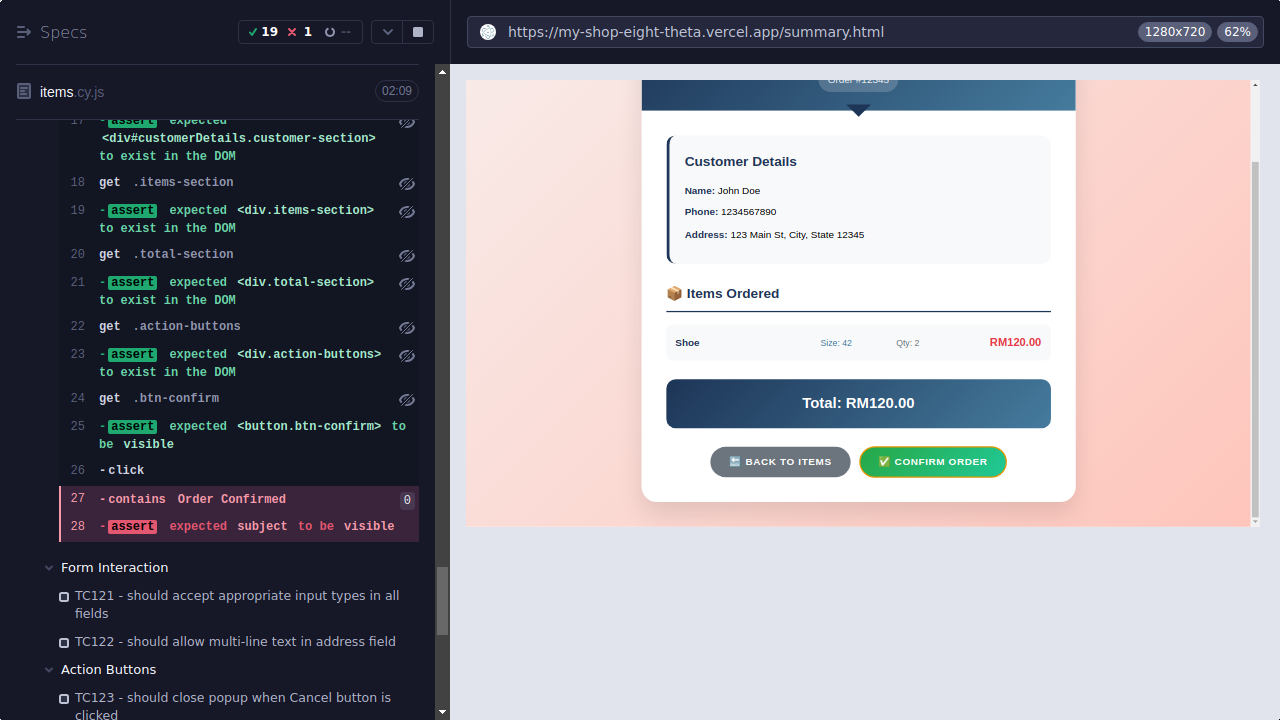 Specs
19
1
--
items.cy.js
02:09
17
-assert expected
<div#customerDetails.customer-section>
to exist in the DOM
18 get .items-section
19 -assert expected <div.items-section>
to exist in the DOM
20 get .total-section
21 -assert expected <div.total-section>
to exist in the DOM
22 get .action-buttons
23 -assert expected <div.action-buttons>
to exist in the DOM
24 get .btn-confirm
25 -assert expected <button.btn-confirm> to
be visible
26 -click
27 -contains Order Confirmed 0
28 -assert expected subject to be visible
Form Interaction
TC121 - should accept appropriate input types in all
fields
TC122 - should allow multi-line text in address field
Action Buttons
TC123 - should close popup when Cancel button is
clicked
https://my-shop-eight-theta.vercel.app/summary.html
1280x720
62%
Order #12345
Customer Details
Name: John Doe
Phone: 1234567890
Address: 123 Main St, City, State 12345
📦 Items Ordered
Shoe Size: 42 Qty: 2 RM120.00
Total: RM120.00
🔙 BACK TO ITEMS
✅ CONFIRM ORDER